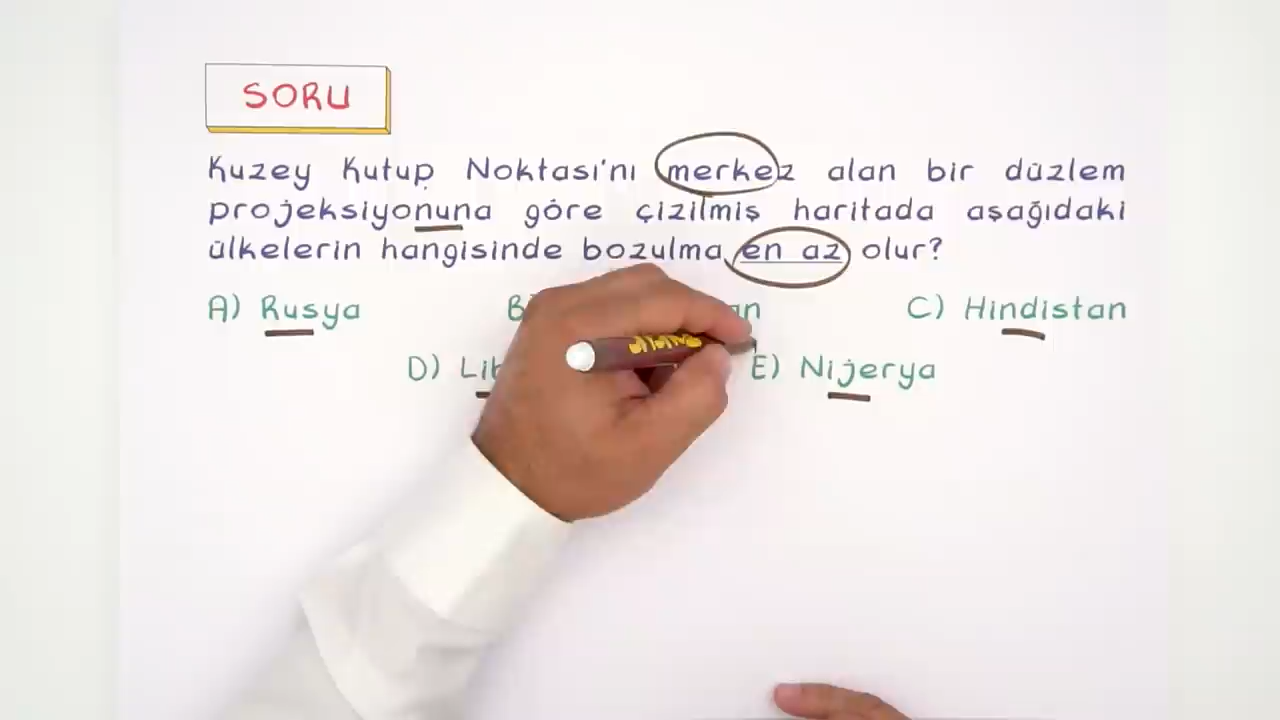 SORU
Kuzey Kutup Noktası'nı merkez alan bir düzlem
projeksiyonuna göre çizilmiş haritada aşağıdaki
ülkelerin hangisinde bozulma en az olur?
A) Rusya C) Hindistan
D) E) Nijerya